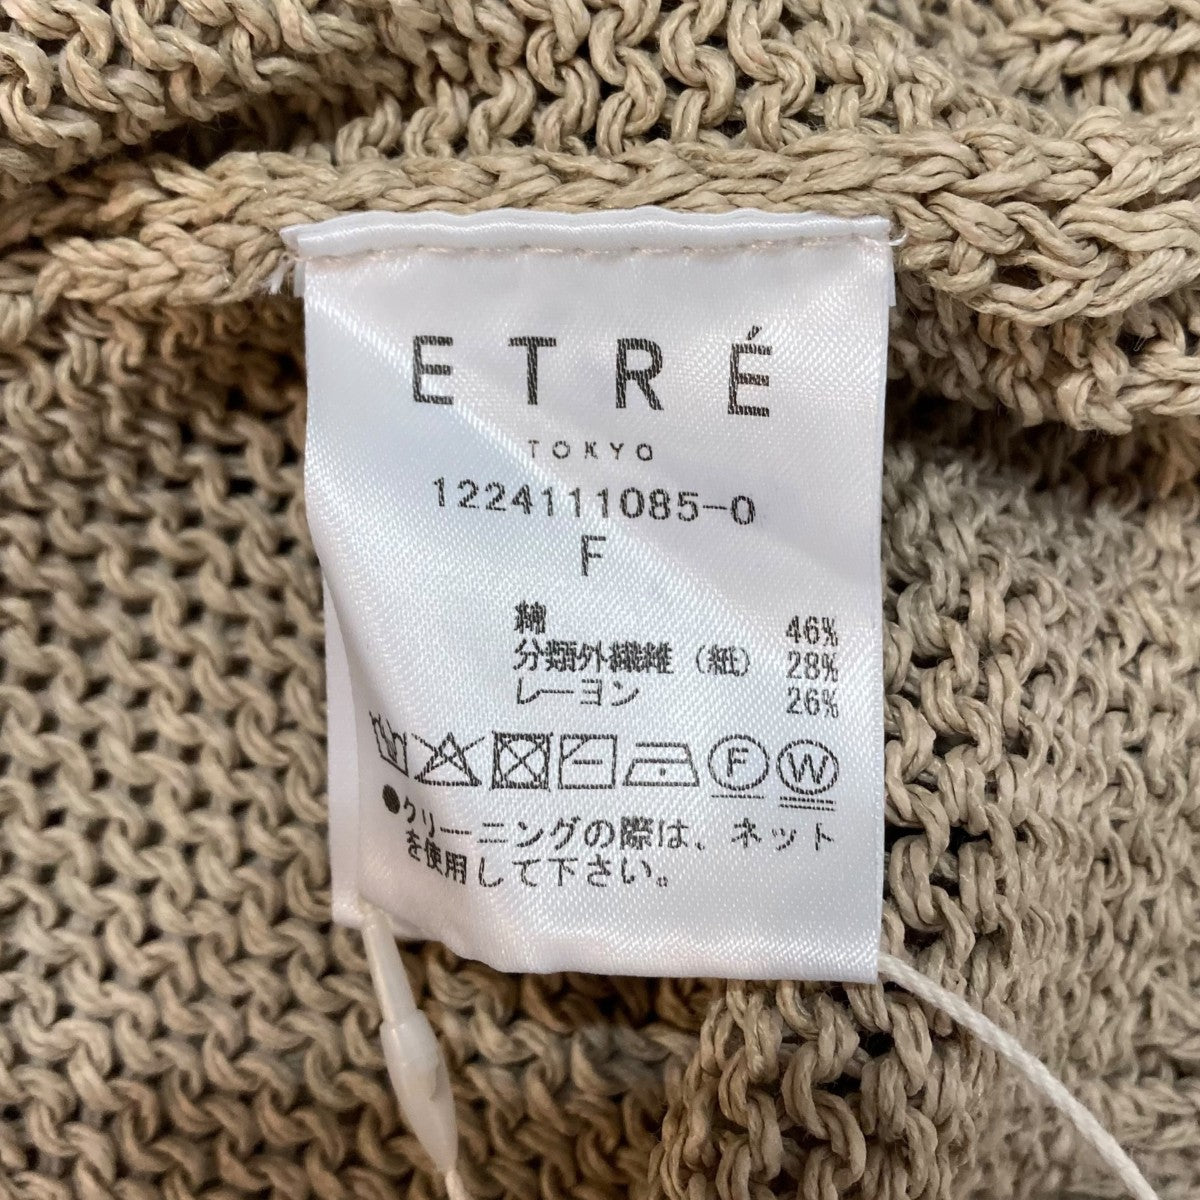 ETRÉ
TOKYO
1224111085-0
F
綿 46%
分類外繊維（紙） 28%
レーヨン 26%
F W
●クリーニングの際は、ネット
を使用して下さい。